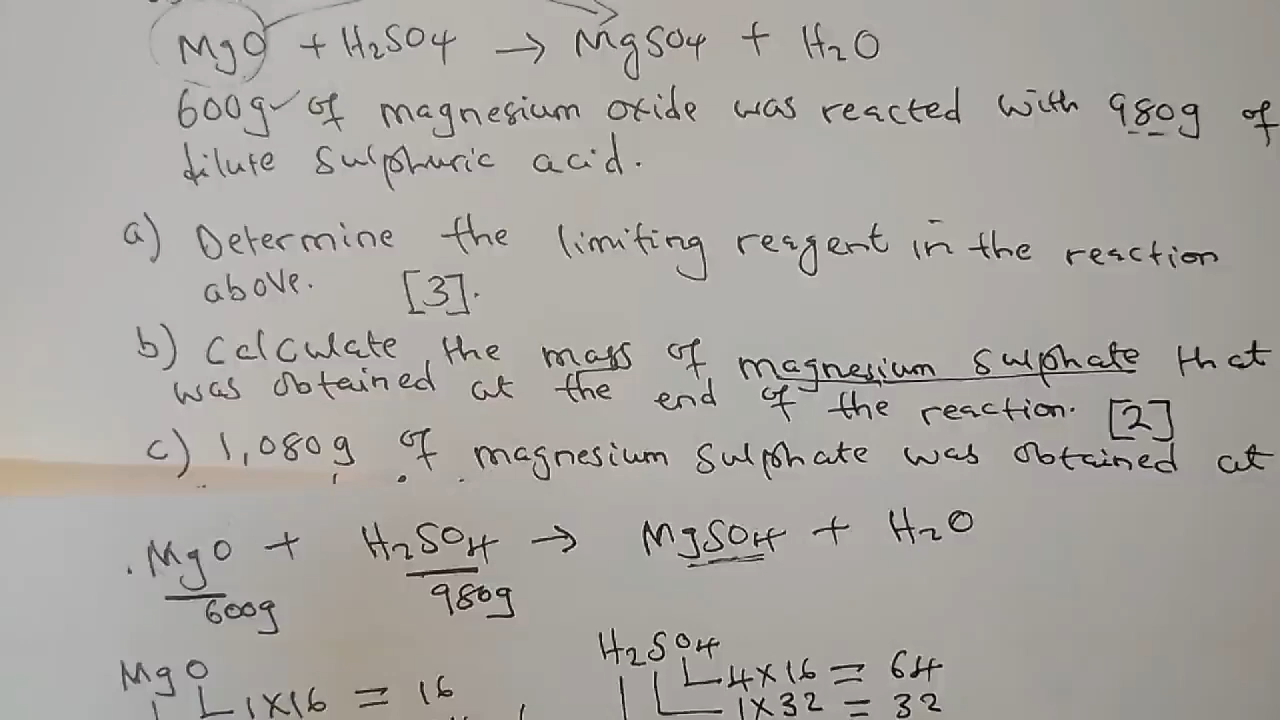 MgO + H₂SO₄ → MgSO₄ + H₂O
600g of magnesium oxide was reacted with 980g of
dilute sulphuric acid.
a) Determine the limiting reagent in the reaction
above. [3].
b) Calculate the mass of magnesium sulphate that
was obtained at the end of the reaction. [2]
c) 1,080g of magnesium sulphate was obtained at
MgO + H₂SO₄ → MgSO₄ + H₂O
600g 980g
MgO
1X16 = 16
H₂SO₄
4X16 = 64
1X32 = 32